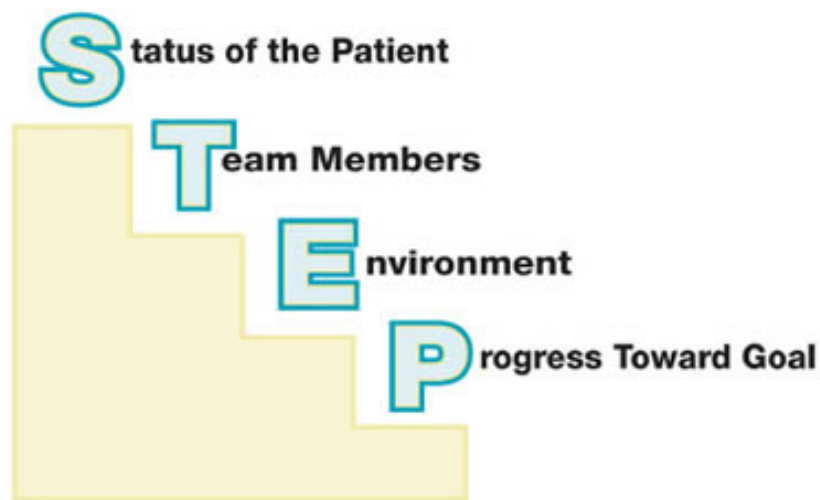 Status of the Patient
Team Members
Environment
Progress Toward Goal